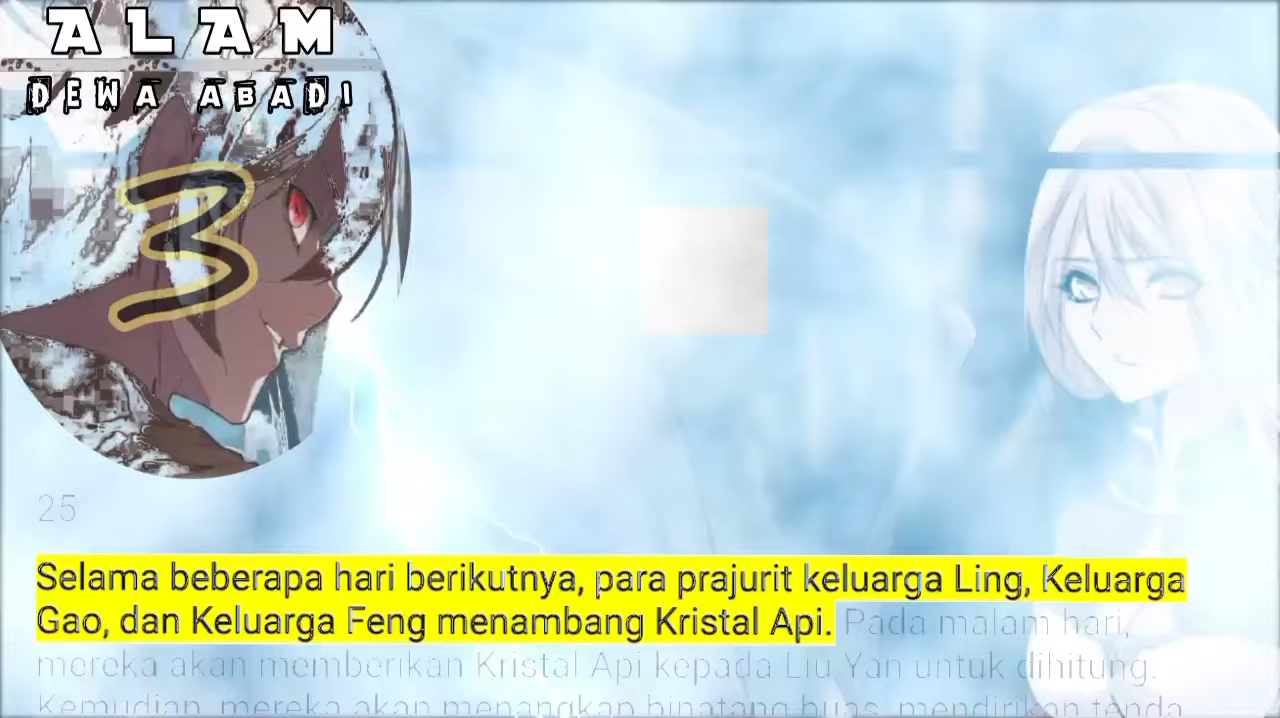 ALAM
DEWA ABADI
3
25
Selama beberapa hari berikutnya, para prajurit keluarga Ling, Keluarga
Gao, dan Keluarga Feng menambang Kristal Api. Pada malam hari,
mereka akan memberikan Kristal Api kepada Liu Yan untuk dihitung.
Kemudian, mereka akan menangkap binatang buas, mendirikan tenda